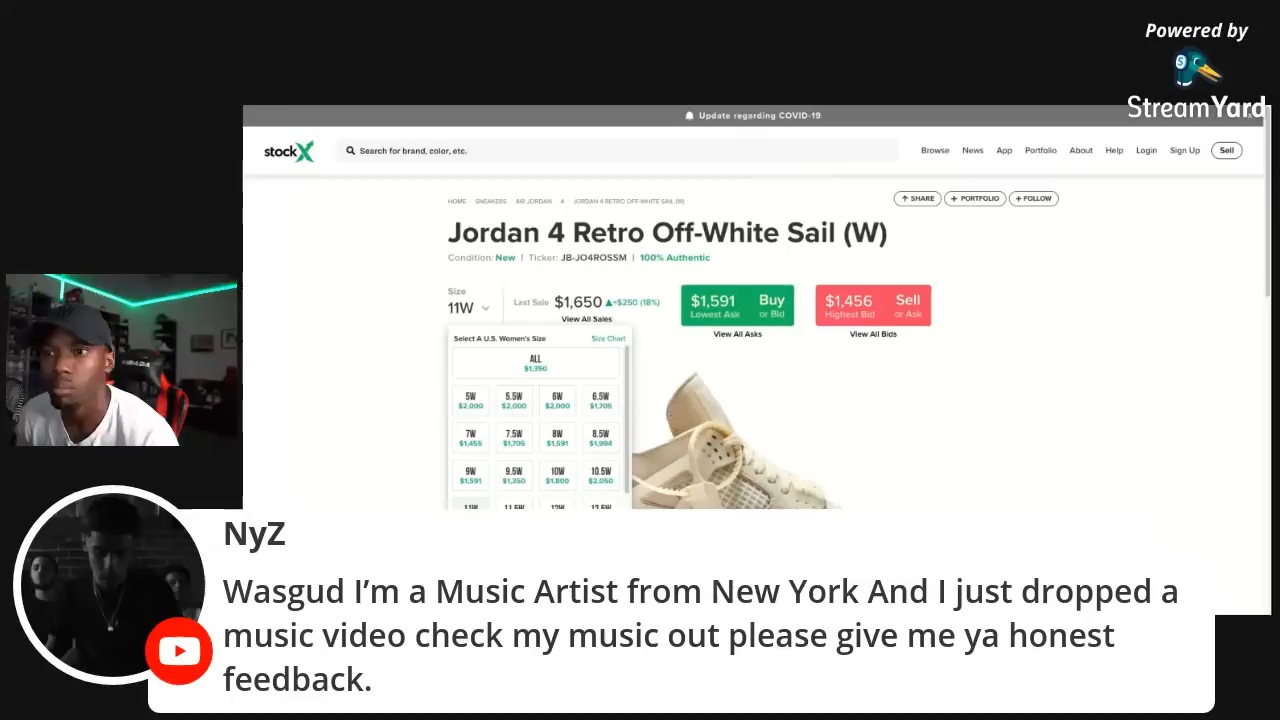 Powered by
StreamYard
Update regarding COVID-19
stockX
Search for brand, color, etc.
Browse News App Portfolio About Help Login Sign Up Sell
HOME SNEAKERS AIR JORDAN 4 JORDAN 4 RETRO OFF-WHITE SAIL (W)
SHARE + PORTFOLIO + FOLLOW
Jordan 4 Retro Off-White Sail (W)
Condition: New | Ticker: JB-JO4ROSSM | 100% Authentic
Size
11W
Last Sale $1,650 ▲+$250 (18%)
View All Sales
$1,591 Buy
Lowest Ask or Bid
View All Asks
$1,456 Sell
Highest Bid or Ask
View All Bids
Select A U.S. Women's Size Size Chart
ALL
$1,350
5W 5.5W 6W 6.5W
$2,000 $2,000 $2,000 $1,705
7W 7.5W 8W 8.5W
$1,455 $1,705 $1,591 $1,994
9W 9.5W 10W 10.5W
$1,591 $1,350 $1,800 $2,050
11W 11.5W 12W 12.5W
NyZ
Wasgud I'm a Music Artist from New York And I just dropped a
music video check my music out please give me ya honest
feedback.